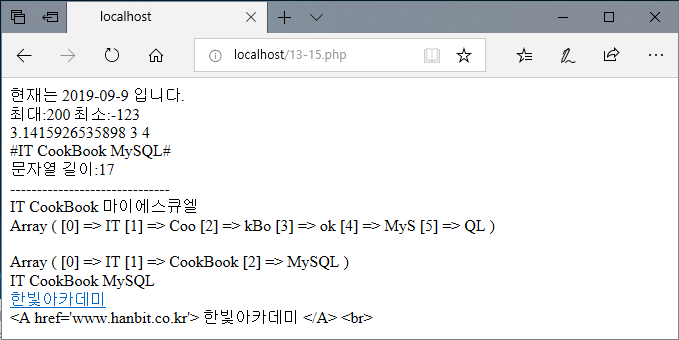 localhost
localhost/13-15.php
현재는 2019-09-9 입니다.
최대:200 최소:-123
3.1415926535898 3 4
#IT CookBook MySQL#
문자열 길이:17
------------------------------
IT CookBook 마이에스큐엘
Array ( [0] => IT [1] => Coo [2] => kBo [3] => ok [4] => MyS [5] => QL )
Array ( [0] => IT [1] => CookBook [2] => MySQL )
IT CookBook MySQL
한빛아카데미
<A href='www.hanbit.co.kr'> 한빛아카데미 </A> <br>